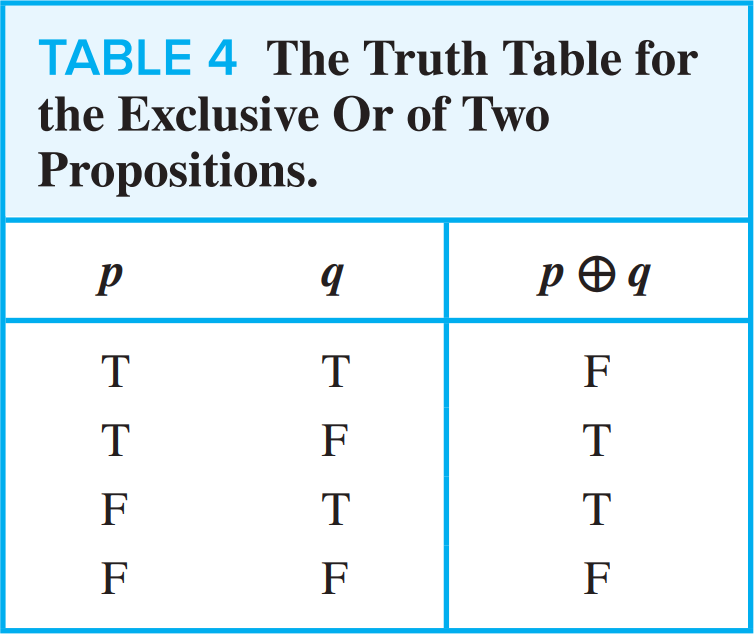 TABLE 4 The Truth Table for
the Exclusive Or of Two
Propositions.
p q p ⊕ q
T T F
T F T
F T T
F F F